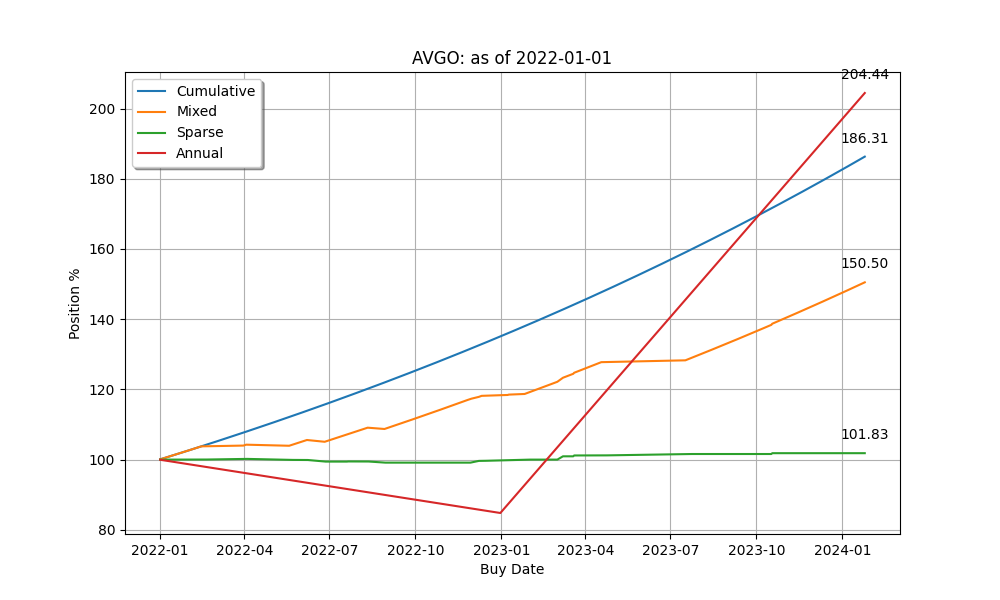 AVGO: as of 2022-01-01
204.44
Cumulative
Mixed
Sparse
Annual
186.31
150.50
101.83
200
180
160
140
120
100
80
Position %
2022-01 2022-04 2022-07 2022-10 2023-01 2023-04 2023-07 2023-10 2024-01
Buy Date